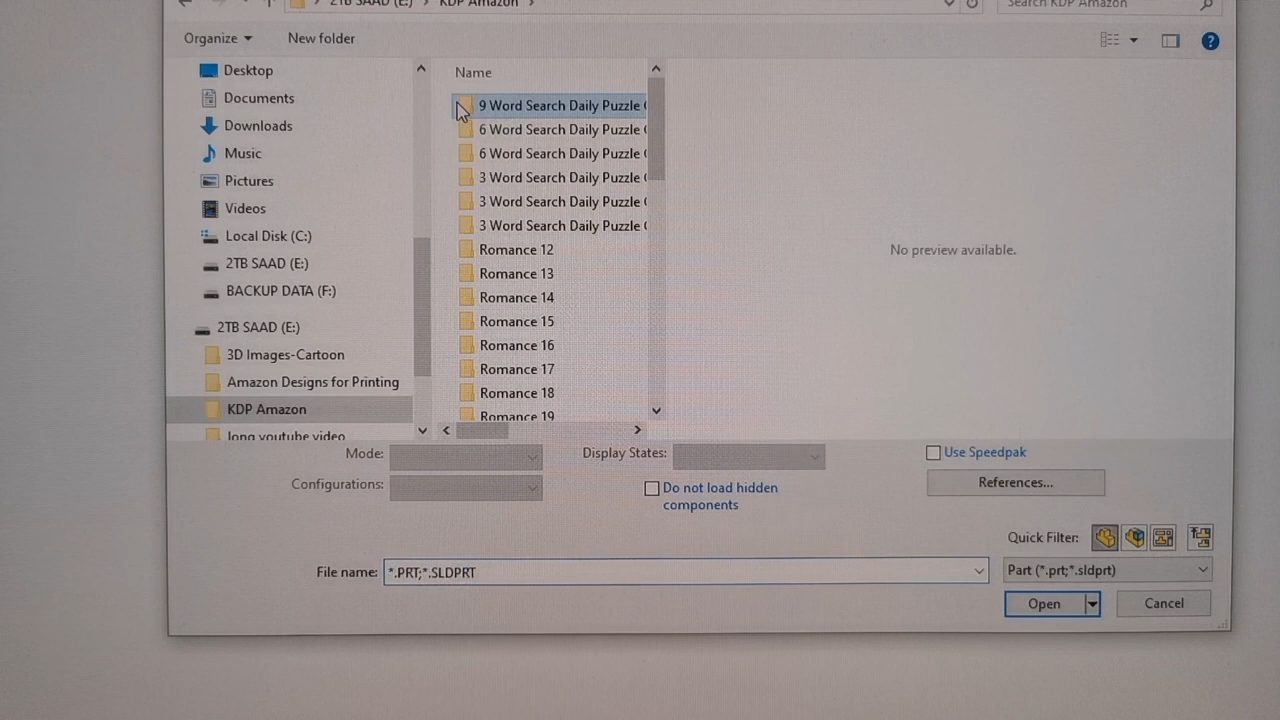 2TB SAAD (E:) > KDP Amazon >
Search KDP Amazon
Organize
New folder
Desktop
Documents
Downloads
Music
Pictures
Videos
Local Disk (C:)
2TB SAAD (E:)
BACKUP DATA (F:)
2TB SAAD (E:)
3D Images-Cartoon
Amazon Designs for Printing
KDP Amazon
long youtube video
Name
9 Word Search Daily Puzzle
6 Word Search Daily Puzzle
6 Word Search Daily Puzzle
3 Word Search Daily Puzzle
3 Word Search Daily Puzzle
3 Word Search Daily Puzzle
Romance 12
Romance 13
Romance 14
Romance 15
Romance 16
Romance 17
Romance 18
Romance 19
No preview available.
Mode:
Configurations:
Display States:
Do not load hidden
components
Use Speedpak
References...
Quick Filter:
File name: *.PRT;*.SLDPRT
Part (*.prt;*.sldprt)
Open
Cancel